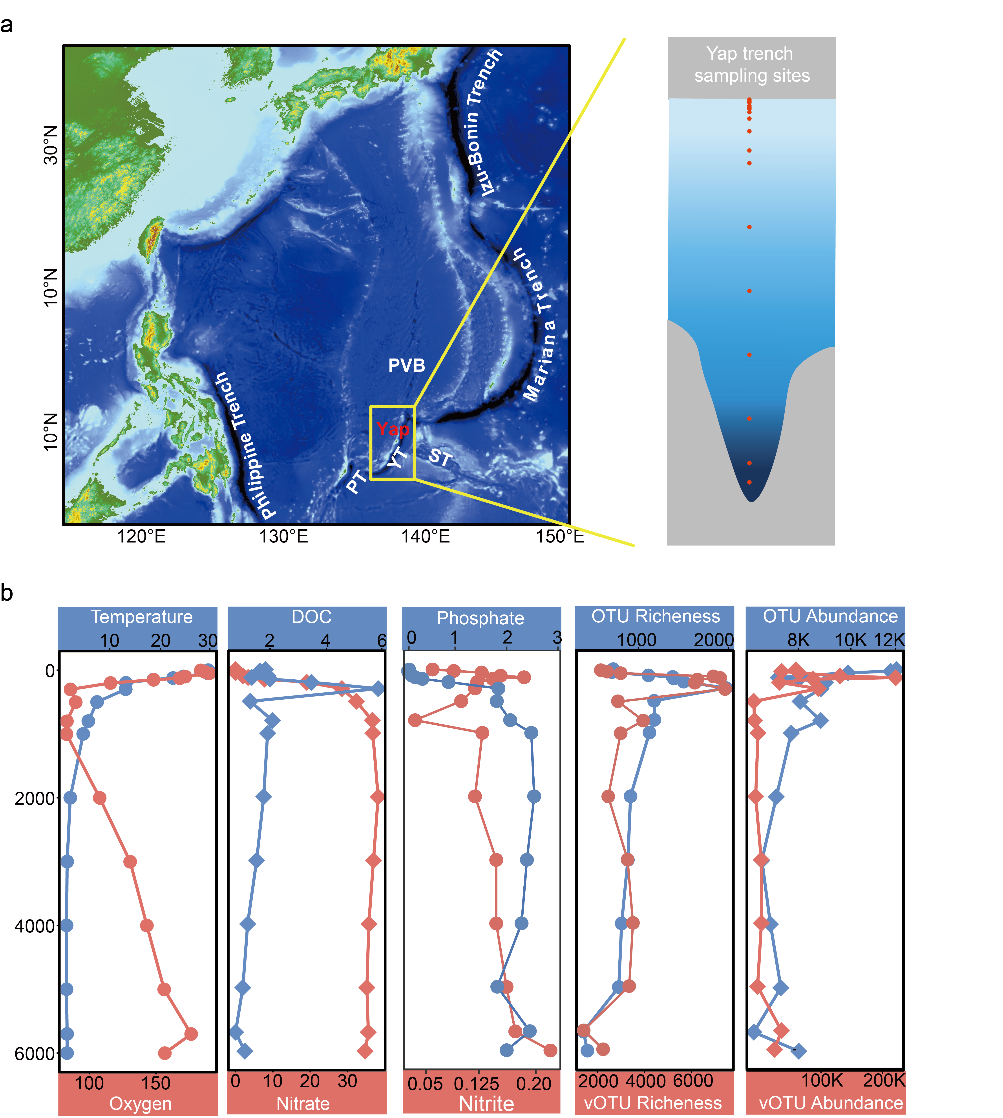 a
Yap trench
sampling sites
Izu-Bonin Trench
30°N
10°N
Mariana Trench
PVB
10°N
Yap
YT
ST
PT
Philippine Trench
120°E
130°E
140°E
150°E
b
Temperature
DOC
Phosphate
OTU Richeness
OTU Abundance
10 20 30
2 4 6
0 1 2 3
1000 2000
8K 10K 12K
0
2000
4000
6000
100 150
0 10 20 30
0.05 0.125 0.20
2000 4000 6000
100K 200K
Oxygen
Nitrate
Nitrite
vOTU Richeness
vOTU Abundance